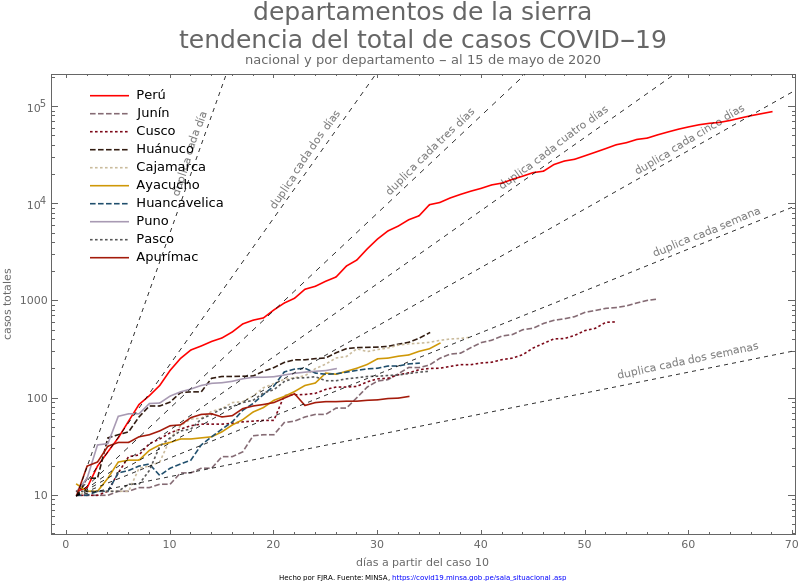 departamentos de la sierra
tendencia del total de casos COVID−19
nacional y por departamento − al 15 de mayo de 2020
Perú
Junín
Cusco
Huánuco
Cajamarca
Ayacucho
Huancávelica
Puno
Pasco
Apurímac
duplica cada día
duplica cada dos días
duplica cada tres días
duplica cada cuatro días
duplica cada cinco días
duplica cada semana
duplica cada dos semanas
casos totales
10^5
10^4
1000
100
10
0 10 20 30 40 50 60 70
días a partir del caso 10
Hecho por FJRA. Fuente: MINSA, https://covid19.minsa.gob.pe/sala_situacional.asp